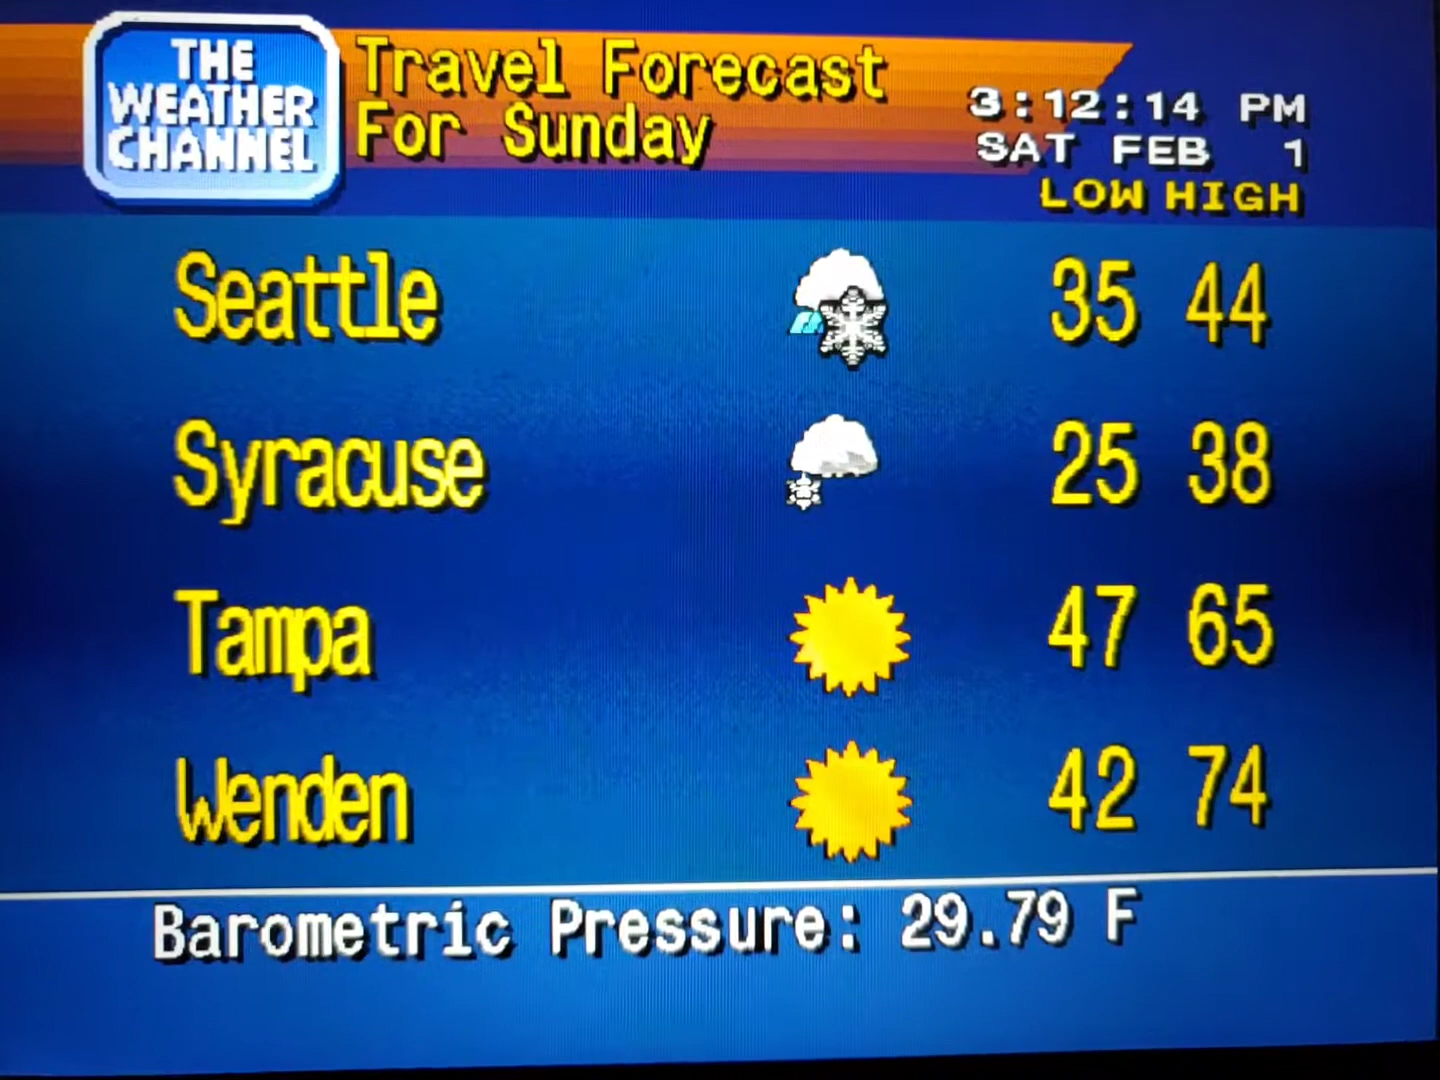 THE
WEATHER
CHANNEL
Travel Forecast
For Sunday
3:12:14 PM
SAT FEB 1
LOW HIGH
Seattle 35 44
Syracuse 25 38
Tampa 47 65
Wenden 42 74
Barometric Pressure: 29.79 F